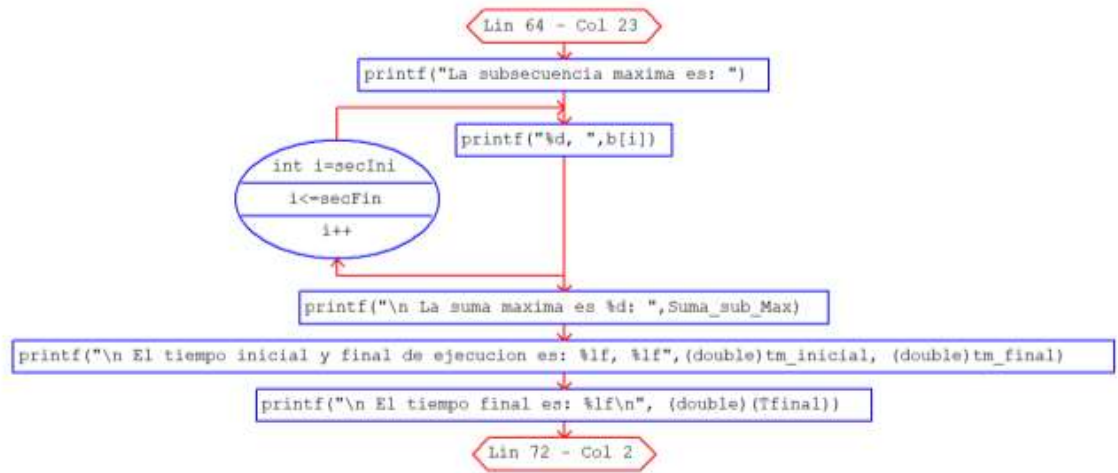 Lin 64 - Col 23
printf("La subsecuencia maxima es: ")
printf("%d, ",b[i])
int i=secIni
i<=secFin
i++
printf("\n La suma maxima es %d: ",Suma_sub_Max)
printf("\n El tiempo inicial y final de ejecucion es: %lf, %lf",(double)tm_inicial, (double)tm_final)
printf("\n El tiempo final es: %lf\n", (double)(Tfinal))
Lin 72 - Col 2